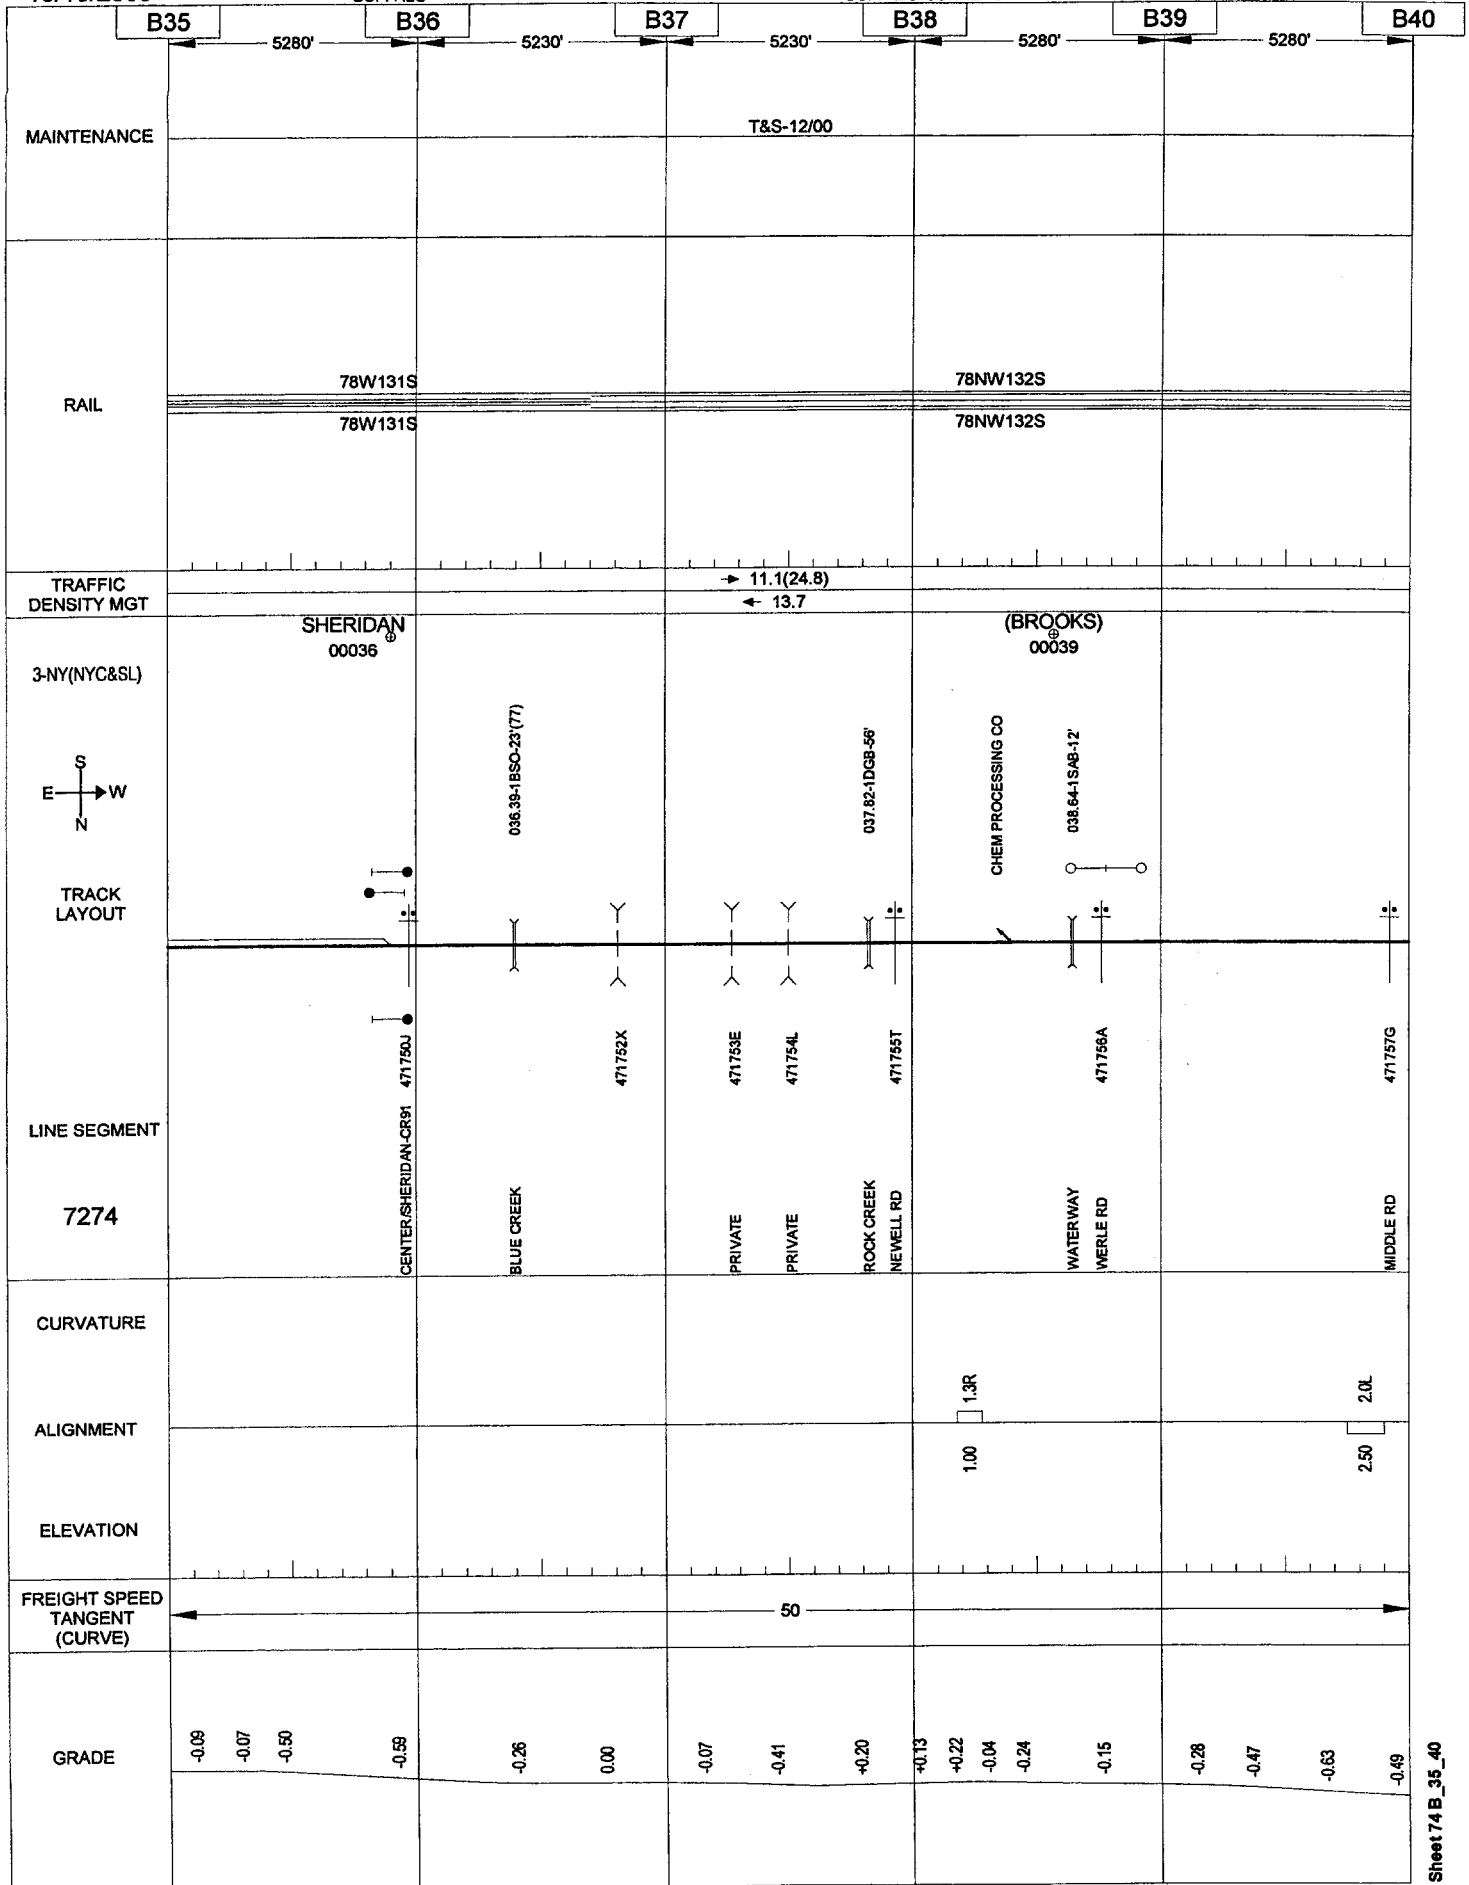 B35 B36 B37 B38 B39 B40
5280' 5230' 5230' 5280' 5280'
MAINTENANCE
T&S-12/00
RAIL
78W131S 78NW132S
78W131S 78NW132S
TRAFFIC
DENSITY MGT
11.1(24.8)
13.7
SHERIDAN
00036
(BROOKS)
00039
3-NY(NYC&SL)
S
E W
N
036.39-1BSO-23'(77)
037.82-1DGB-56'
CHEM PROCESSING CO
038.64-1SAB-12'
TRACK
LAYOUT
LINE SEGMENT
7274
CENTER/SHERIDAN-CR91 471750J
BLUE CREEK
471752X
PRIVATE 471753E
PRIVATE 471754L
ROCK CREEK
NEWELL RD 471755T
WATERWAY
WERLE RD 471756A
MIDDLE RD 471757G
CURVATURE
1.3R 2.0L
ALIGNMENT
1.00 2.50
ELEVATION
FREIGHT SPEED
TANGENT
(CURVE)
50
GRADE
-0.09 -0.07 -0.50 -0.59 -0.26 0.00 -0.07 -0.41 +0.20 +0.13 +0.22 -0.04 -0.24 -0.15 -0.28 -0.47 -0.63 -0.49
Sheet 74 B_35_40